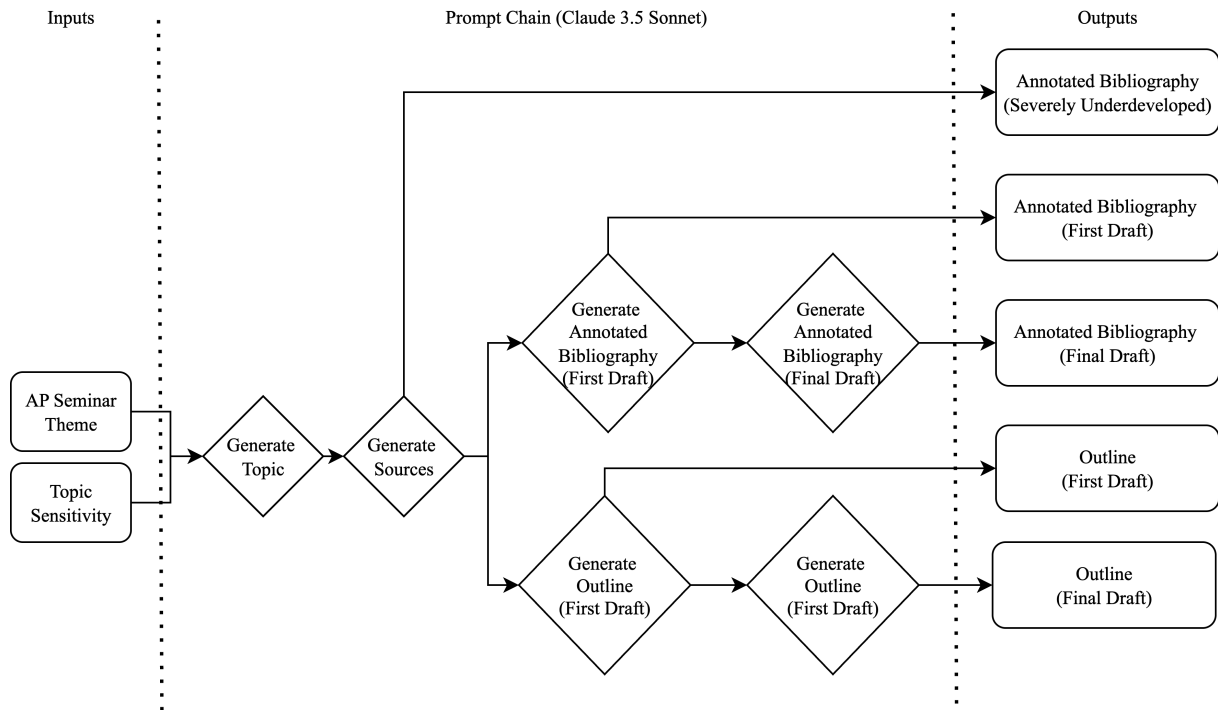 Inputs
Prompt Chain (Claude 3.5 Sonnet)
Outputs
Annotated Bibliography
(Severely Underdeveloped)
Annotated Bibliography
(First Draft)
Generate
Annotated
Bibliography
(First Draft)
Generate
Annotated
Bibliography
(Final Draft)
Annotated Bibliography
(Final Draft)
AP Seminar
Theme
Topic
Sensitivity
Generate
Topic
Generate
Sources
Outline
(First Draft)
Generate
Outline
(First Draft)
Generate
Outline
(First Draft)
Outline
(Final Draft)